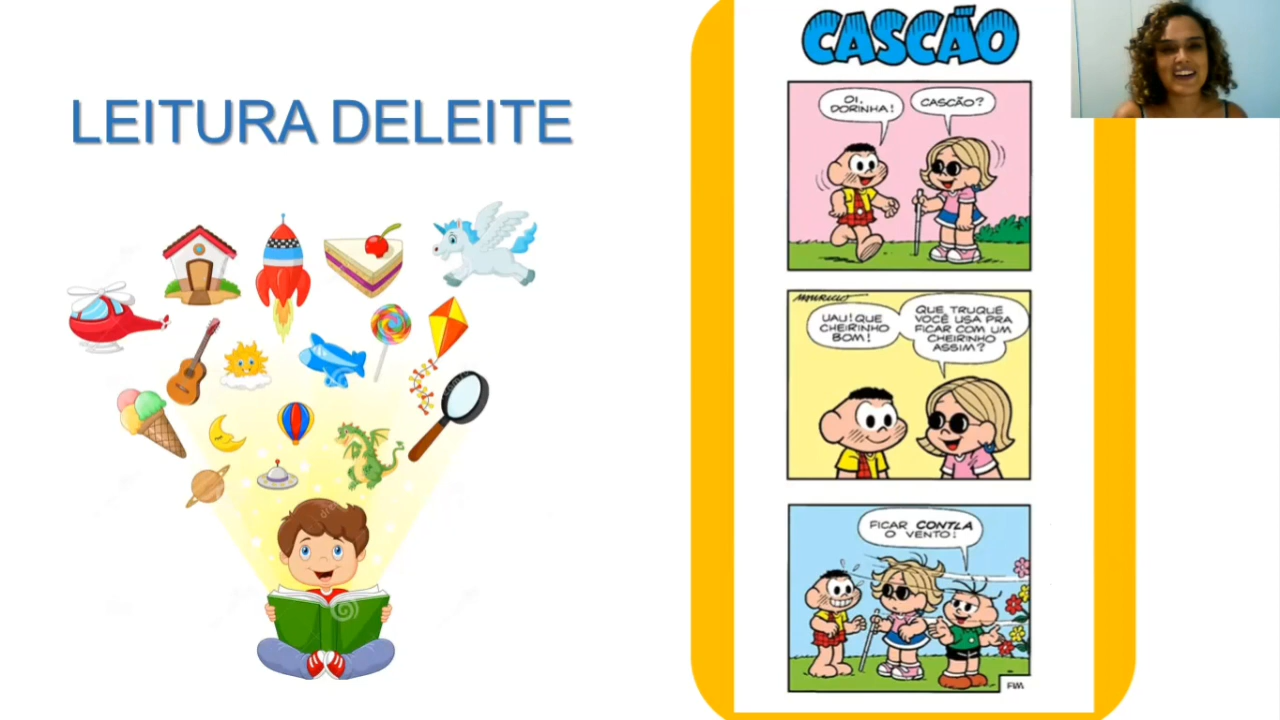 LEITURA DELEITE
CASCÃO
OI,
DORINHA!
CASCÃO?
MAURICIO
UAU! QUE
CHEIRINHO
BOM!
QUE TRUQUE
VOCÊ USA PRA
FICAR COM UM
CHEIRINHO
ASSIM?
FICAR CONTLA
O VENTO!
FIM